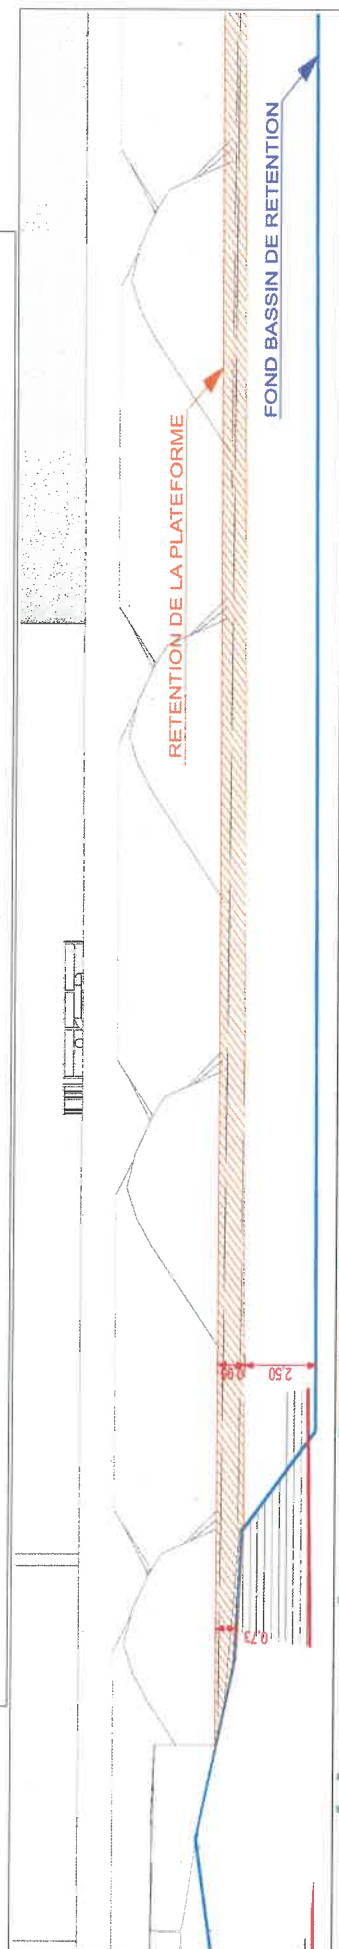 RETENTION DE LA PLATEFORME
FOND BASSIN DE RETENTION
2,50
0,73